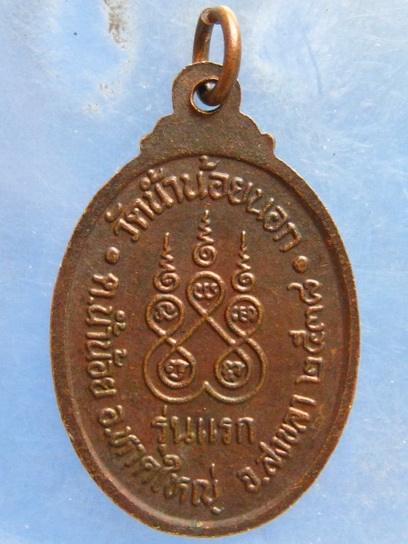 วัดน้ำน้อยนอก
รุ่นแรก
ต.น้ำน้อย อ.หาดใหญ่ จ.สงขลา ๒๕๓๘